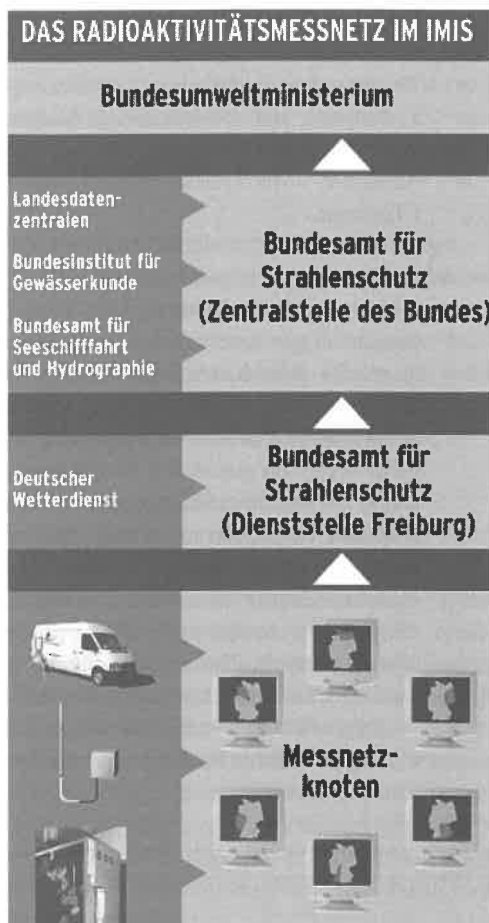 DAS RADIOAKTIVITÄTSMESSNETZ IM IMIS
Bundesumweltministerium
Landesdaten-
zentralen
Bundesinstitut für
Gewässerkunde
Bundesamt für
Seeschifffahrt
und Hydrographie
Bundesamt für
Strahlenschutz
(Zentralstelle des Bundes)
Deutscher
Wetterdienst
Bundesamt für
Strahlenschutz
(Dienststelle Freiburg)
Messnetz-
knoten